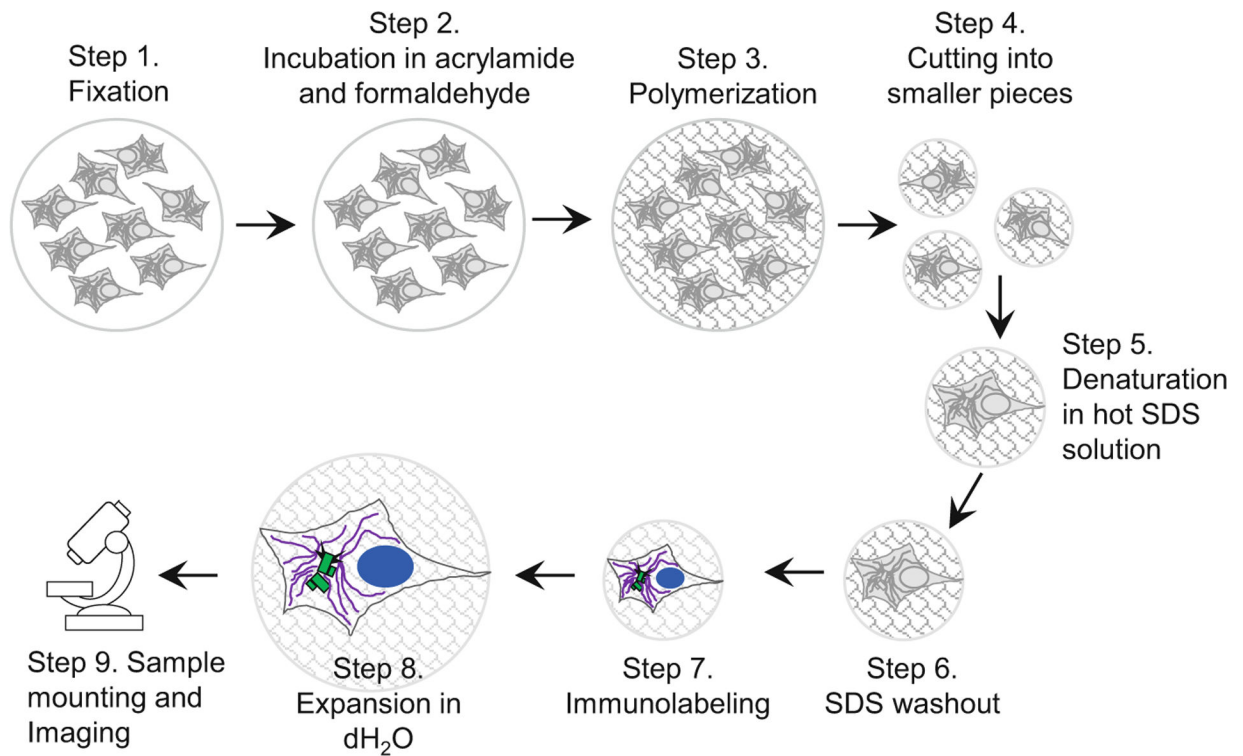 Step 1.
Fixation
Step 2.
Incubation in acrylamide
and formaldehyde
Step 3.
Polymerization
Step 4.
Cutting into
smaller pieces
Step 5.
Denaturation
in hot SDS
solution
Step 6.
SDS washout
Step 7.
Immunolabeling
Step 8.
Expansion in
dH₂O
Step 9. Sample
mounting and
Imaging